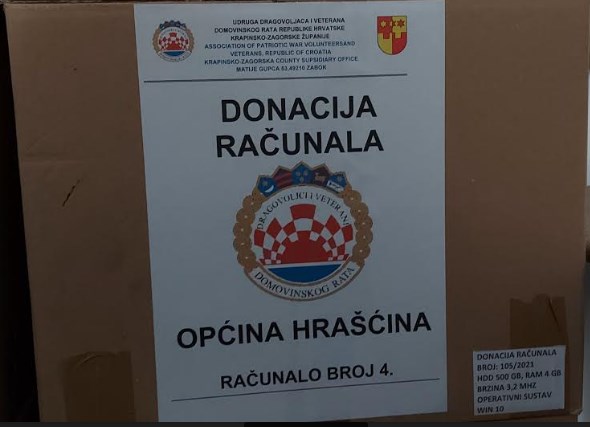 UDRUGA DRAGOVOLJACA I VETERANA
DOMOVINSKOG RATA REPUBLIKE HRVATSKE
KRAPINSKO-ZAGORSKE ŽUPANIJE
ASSOCIATION OF PATRIOTIC WAR VOLLINTEERSAND
VETERANS, REPUBLIC OF CROATIA
KRAPINSKO-ZAGORSKA COUNTY SUPSIDIARY OFFICE
MATIJE GUPCA 53,49210 ZABOK
DONACIJA
RAČUNALA
DRAGOVOLJCI I VETERANI
DOMOVINSKOG RATA
OPĆINA HRAŠĆINA
RAČUNALO BROJ 4.
DONACIJA RAČUNALA
BROJ: 105/2021
HDD 500 GB, RAM 4 GB
BRZINA 3,2 MHZ
OPERATIVNI SUSTAV
WIN 10